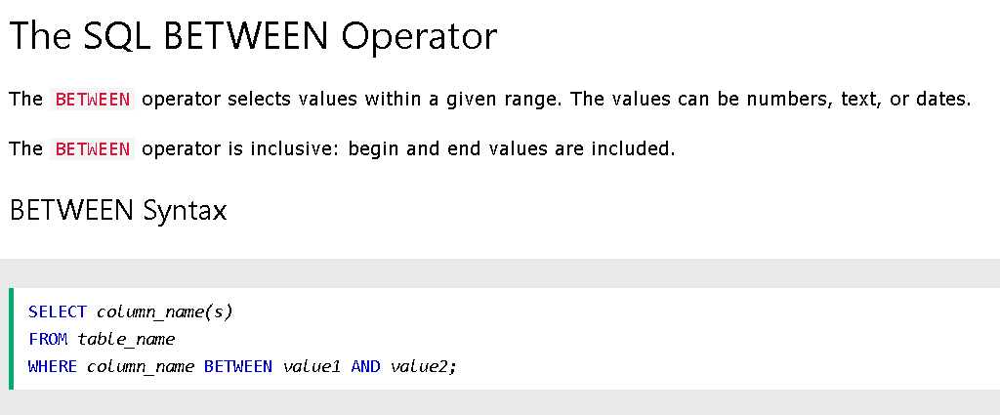 The SQL BETWEEN Operator
The BETWEEN operator selects values within a given range. The values can be numbers, text, or dates.
The BETWEEN operator is inclusive: begin and end values are included.
BETWEEN Syntax
SELECT column_name(s)
FROM table_name
WHERE column_name BETWEEN value1 AND value2;